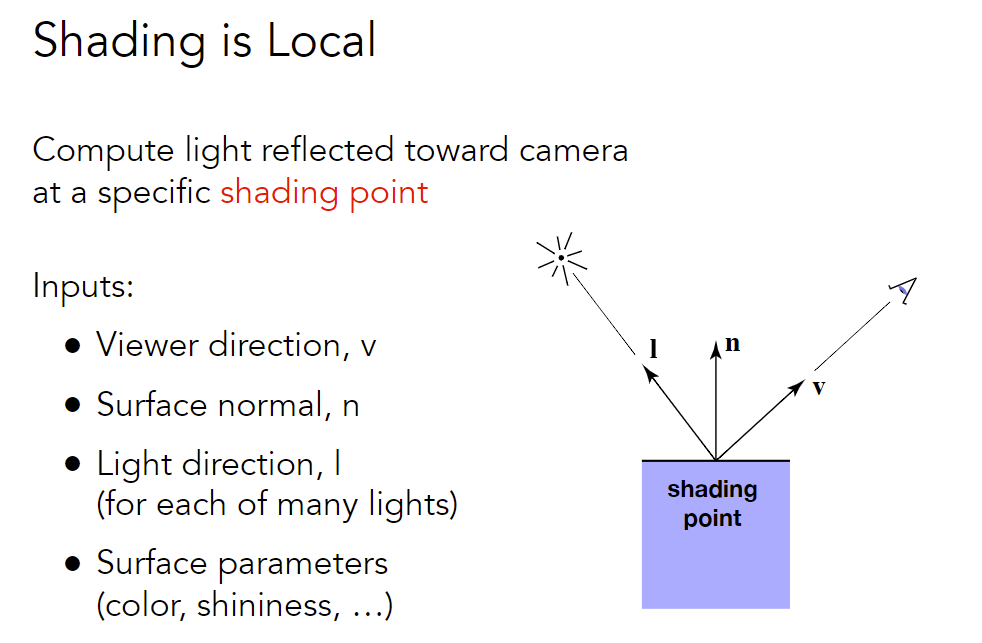 Shading is Local
Compute light reflected toward camera
at a specific shading point
Inputs:
● Viewer direction, v
● Surface normal, n
● Light direction, l
(for each of many lights)
● Surface parameters
(color, shininess, …)
l
n
v
shading
point